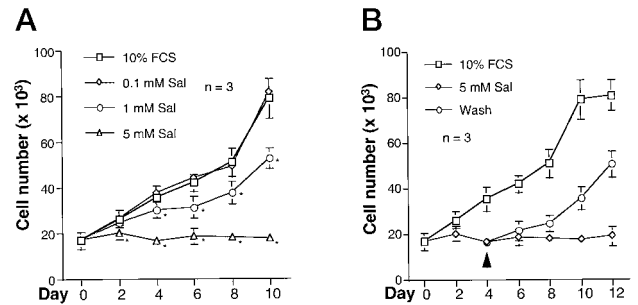 A
B
Cell number (x 10³)
100
80
60
40
20
0
10% FCS
0.1 mM Sal
1 mM Sal
5 mM Sal
n = 3
*
*
*
*
*
*
*
*
*
Day 0 2 4 6 8 10
Cell number (x 10³)
100
80
60
40
20
0
10% FCS
5 mM Sal
Wash
n = 3
Day 0 2 4 6 8 10 12